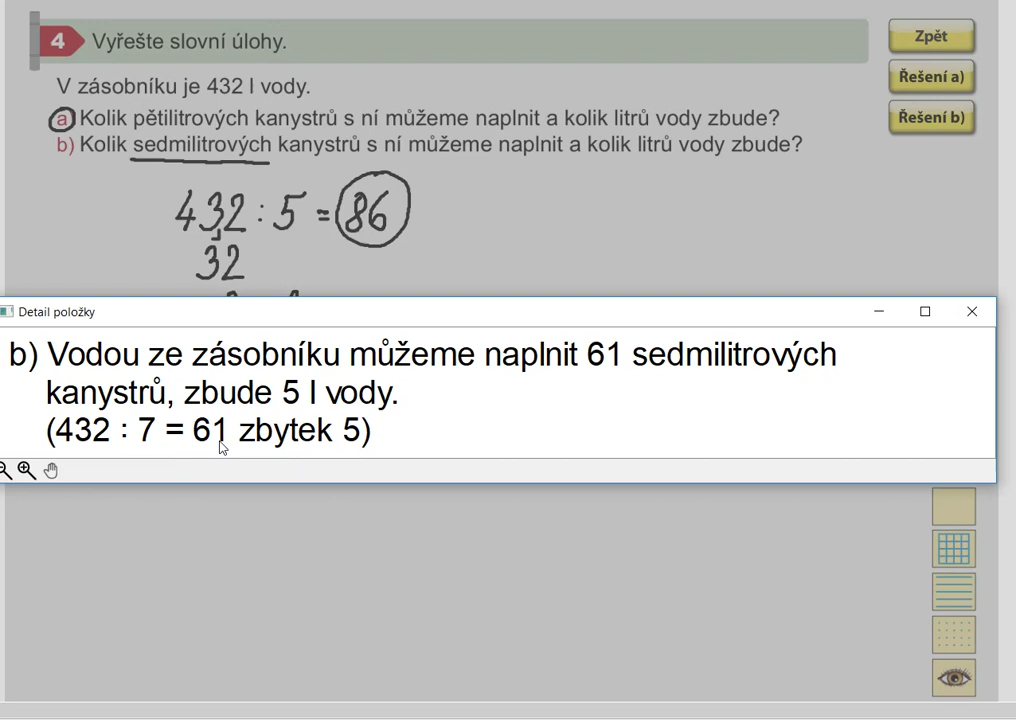 4 Vyřešte slovní úlohy.
Zpět
Řešení a)
Řešení b)
V zásobníku je 432 l vody.
a) Kolik pětilitrových kanystrů s ní můžeme naplnit a kolik litrů vody zbude?
b) Kolik sedmilitrových kanystrů s ní můžeme naplnit a kolik litrů vody zbude?
432 : 5 = 86
32
Detail položky
b) Vodou ze zásobníku můžeme naplnit 61 sedmilitrových
kanystrů, zbude 5 l vody.
(432 : 7 = 61 zbytek 5)